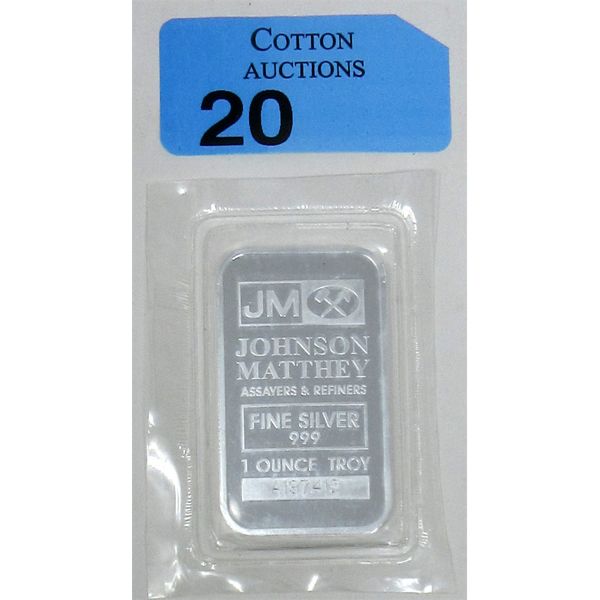 COTTON
AUCTIONS
20
JM
JOHNSON
MATTHEY
ASSAYERS & REFINERS
FINE SILVER
999
1 OUNCE TROY